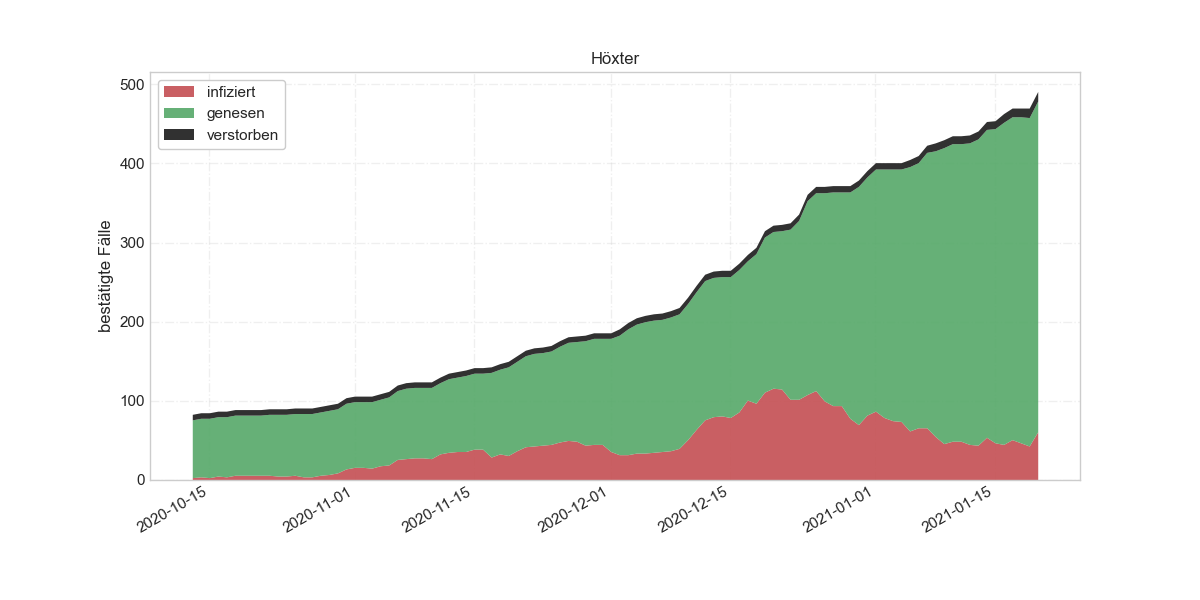 Höxter
500
400
300
200
100
0
bestätigte Fälle
infiziert
genesen
verstorben
2020-10-15
2020-11-01
2020-11-15
2020-12-01
2020-12-15
2021-01-01
2021-01-15